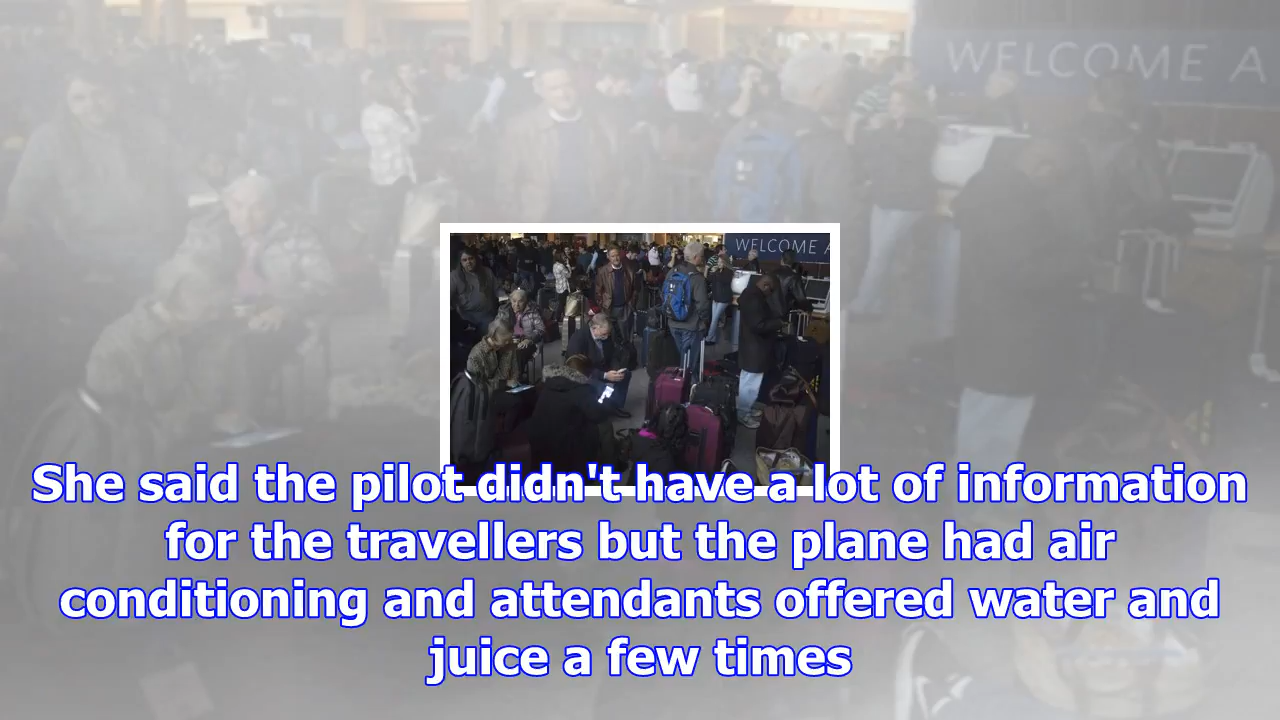 WELCOME A
WELCOME A
She said the pilot didn't have a lot of information
for the travellers but the plane had air
conditioning and attendants offered water and
juice a few times